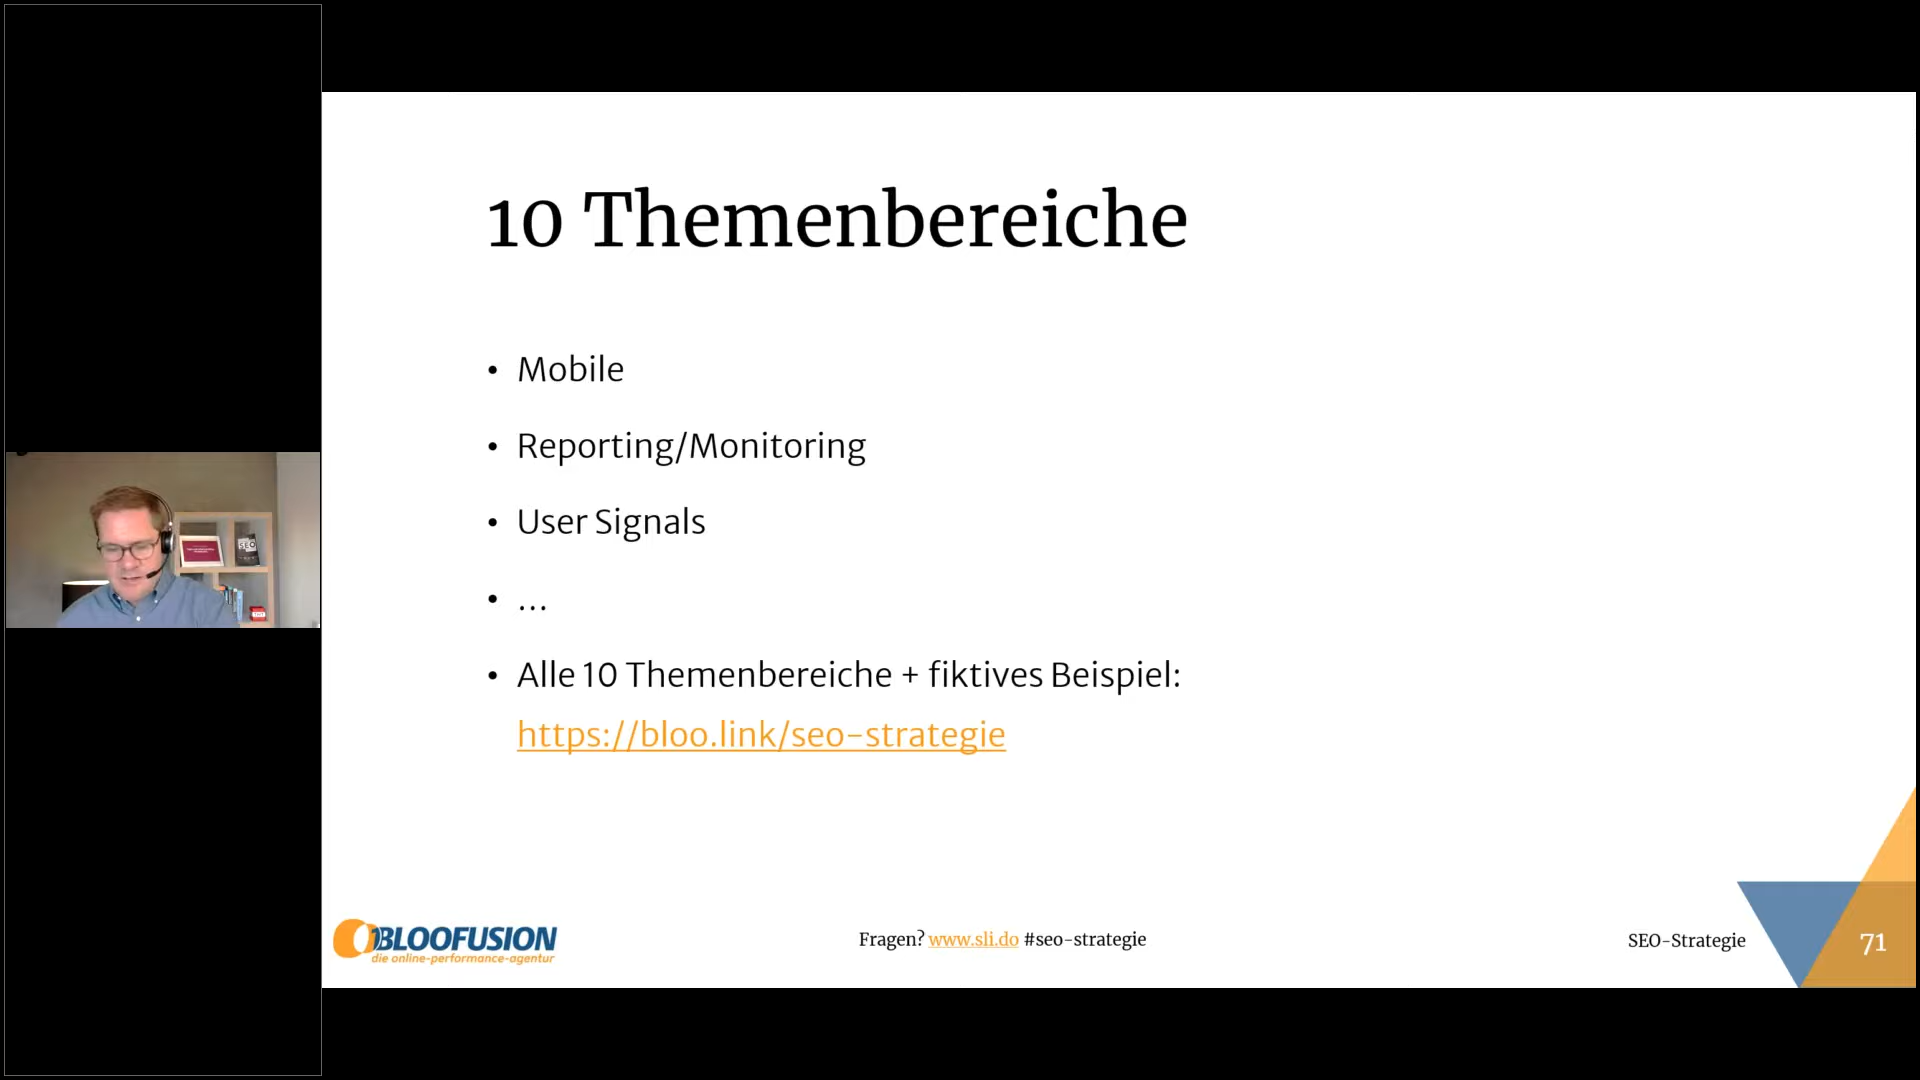 10 Themenbereiche
• Mobile
• Reporting/Monitoring
• User Signals
• ...
• Alle 10 Themenbereiche + fiktives Beispiel:
https://bloo.link/seo-strategie
BLOOFUSION
die online-performance-agentur
Fragen? www.sli.do #seo-strategie
SEO-Strategie
71
SEO